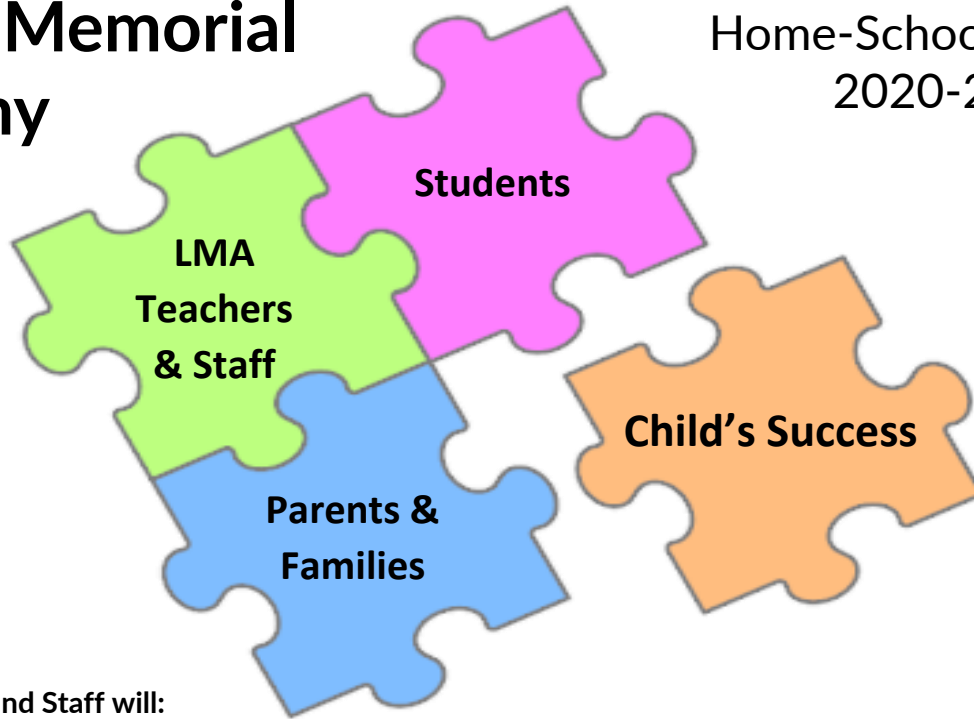 Memorial
Home-Schoo
2020-2
ny
Students
LMA
Teachers
& Staff
Child's Success
Parents &
Families
nd Staff will: